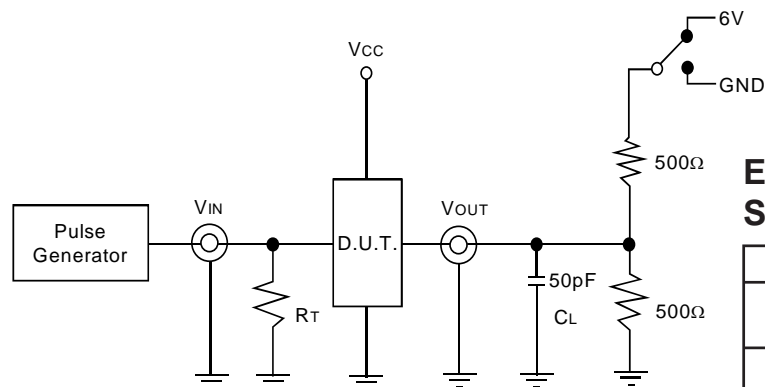 6V
VCC
GND
500Ω
E
S
VIN
VOUT
Pulse
Generator
D.U.T.
50pF
RT
CL
500Ω